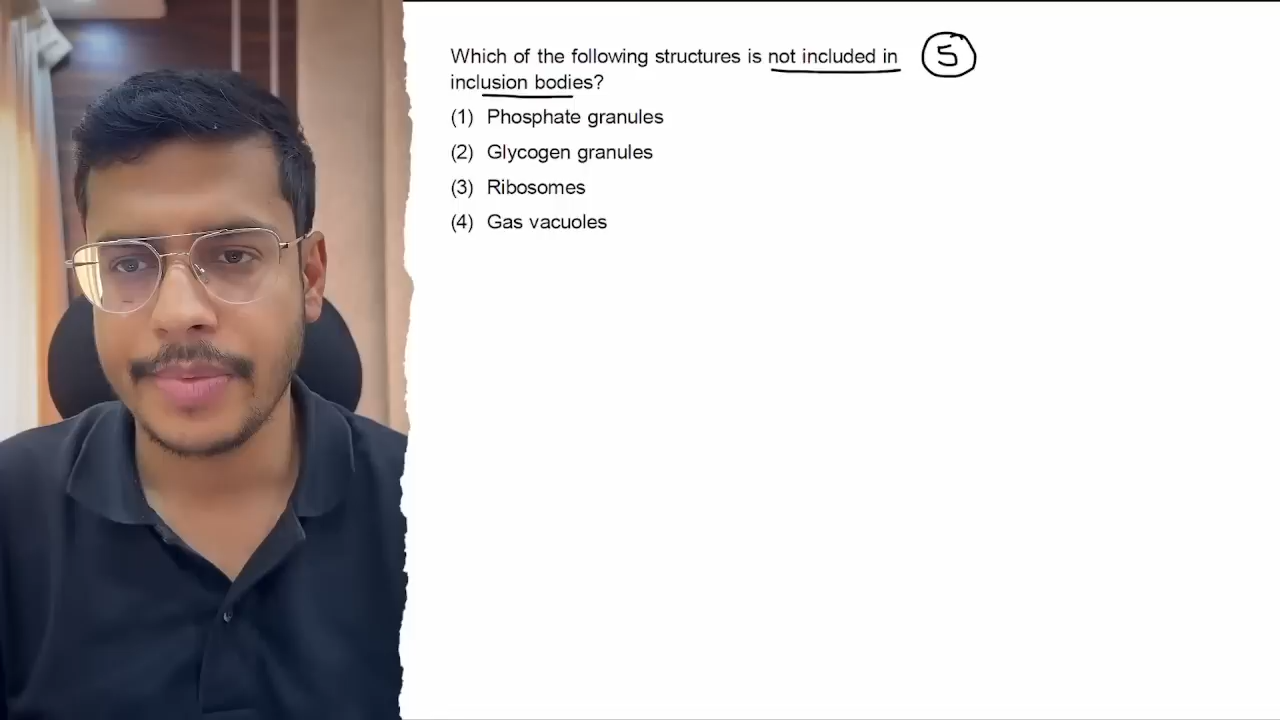 Which of the following structures is not included in 5
inclusion bodies?
(1) Phosphate granules
(2) Glycogen granules
(3) Ribosomes
(4) Gas vacuoles